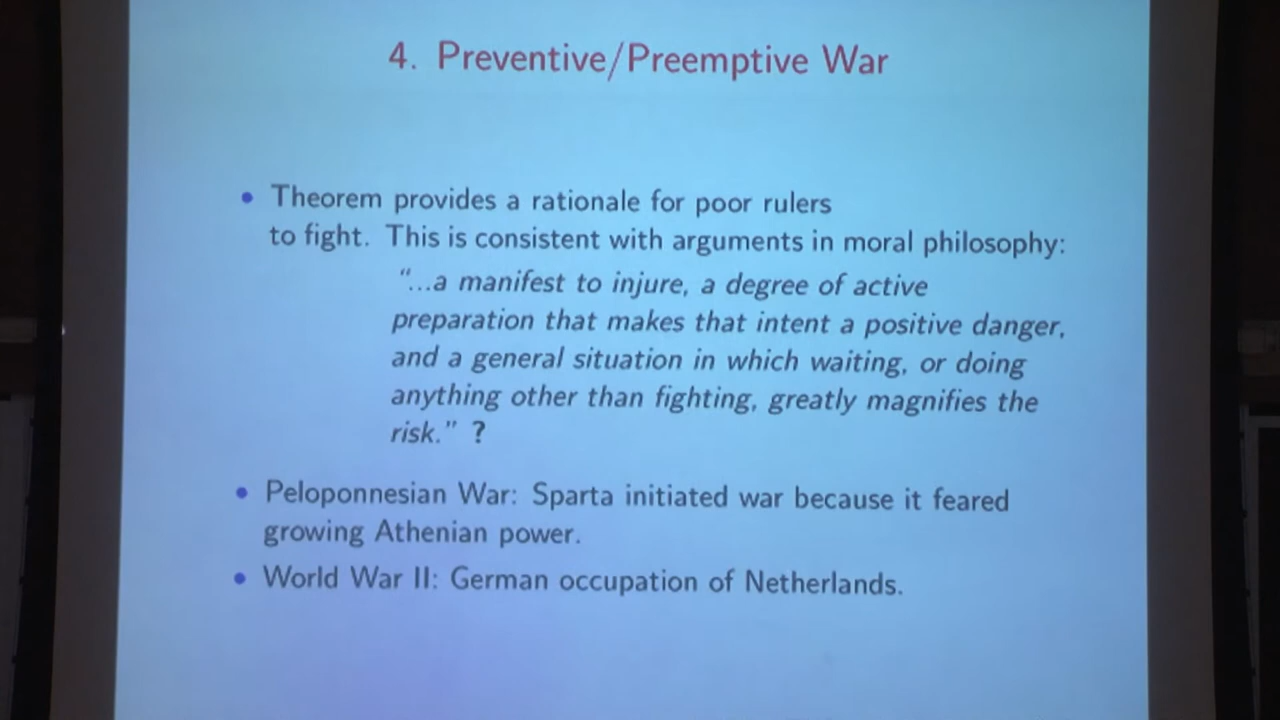 4. Preventive/Preemptive War
• Theorem provides a rationale for poor rulers
to fight. This is consistent with arguments in moral philosophy:
“...a manifest to injure, a degree of active
preparation that makes that intent a positive danger,
and a general situation in which waiting, or doing
anything other than fighting, greatly magnifies the
risk.” ?
• Peloponnesian War: Sparta initiated war because it feared
growing Athenian power.
• World War II: German occupation of Netherlands.